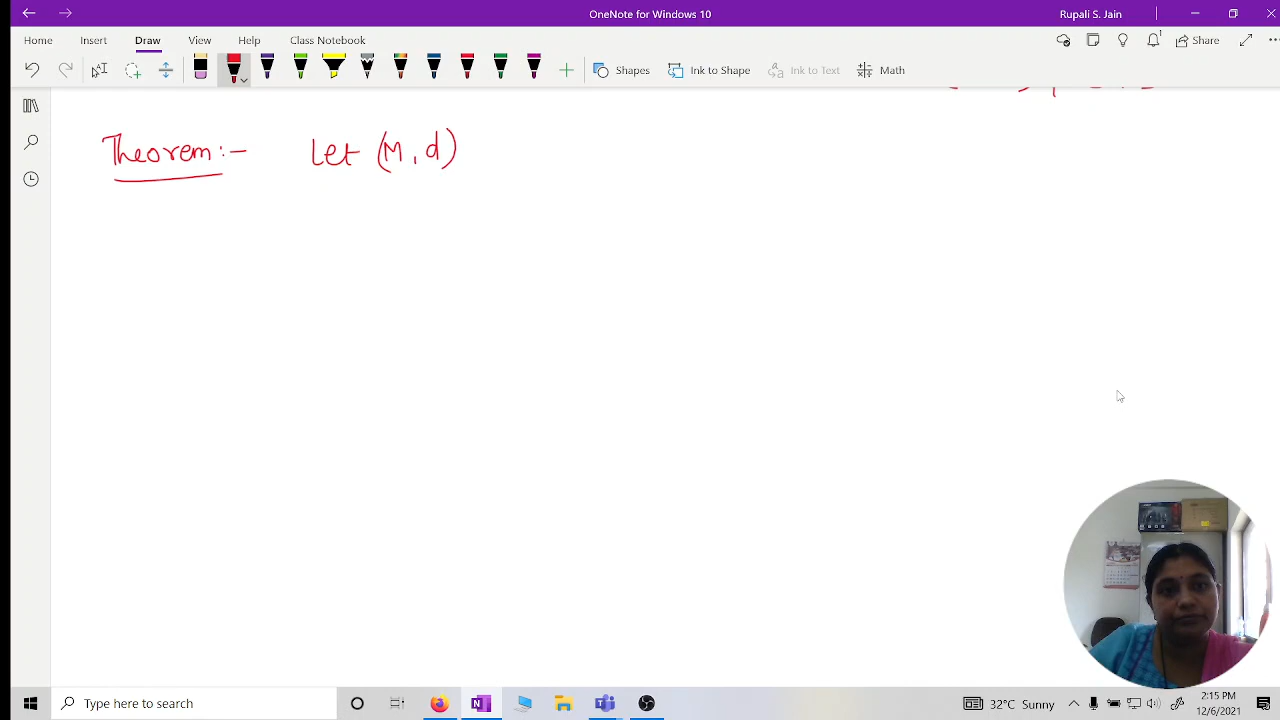 OneNote for Windows 10
Rupali S. Jain
Home Insert Draw View Help Class Notebook
Share
Shapes Ink to Shape Ink to Text Math
Theorem:- Let (M, d)
Type here to search
32°C Sunny
2:15 PM
12/6/2021